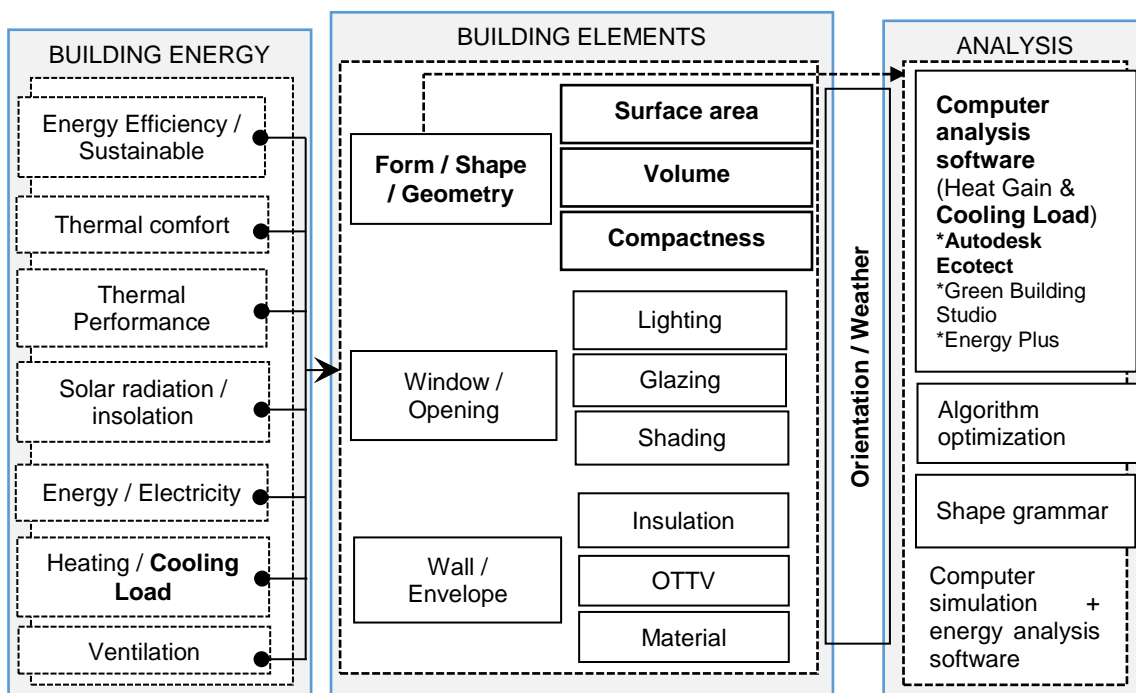 BUILDING ENERGY
Energy Efficiency /
Sustainable
Thermal comfort
Thermal
Performance
Solar radiation /
insolation
Energy / Electricity
Heating / Cooling
Load
Ventilation
BUILDING ELEMENTS
Form / Shape
/ Geometry
Surface area
Volume
Compactness
Window /
Opening
Lighting
Glazing
Shading
Wall /
Envelope
Insulation
OTTV
Material
Orientation / Weather
ANALYSIS
Computer
analysis
software
(Heat Gain &
Cooling Load)
*Autodesk
Ecotect
*Green Building
Studio
*Energy Plus
Algorithm
optimization
Shape grammar
Computer
simulation +
energy analysis
software